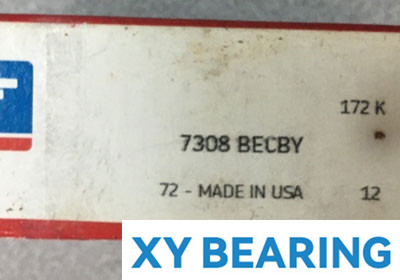 172 K
7308 BECBY
72 - MADE IN USA 12
XY BEARING